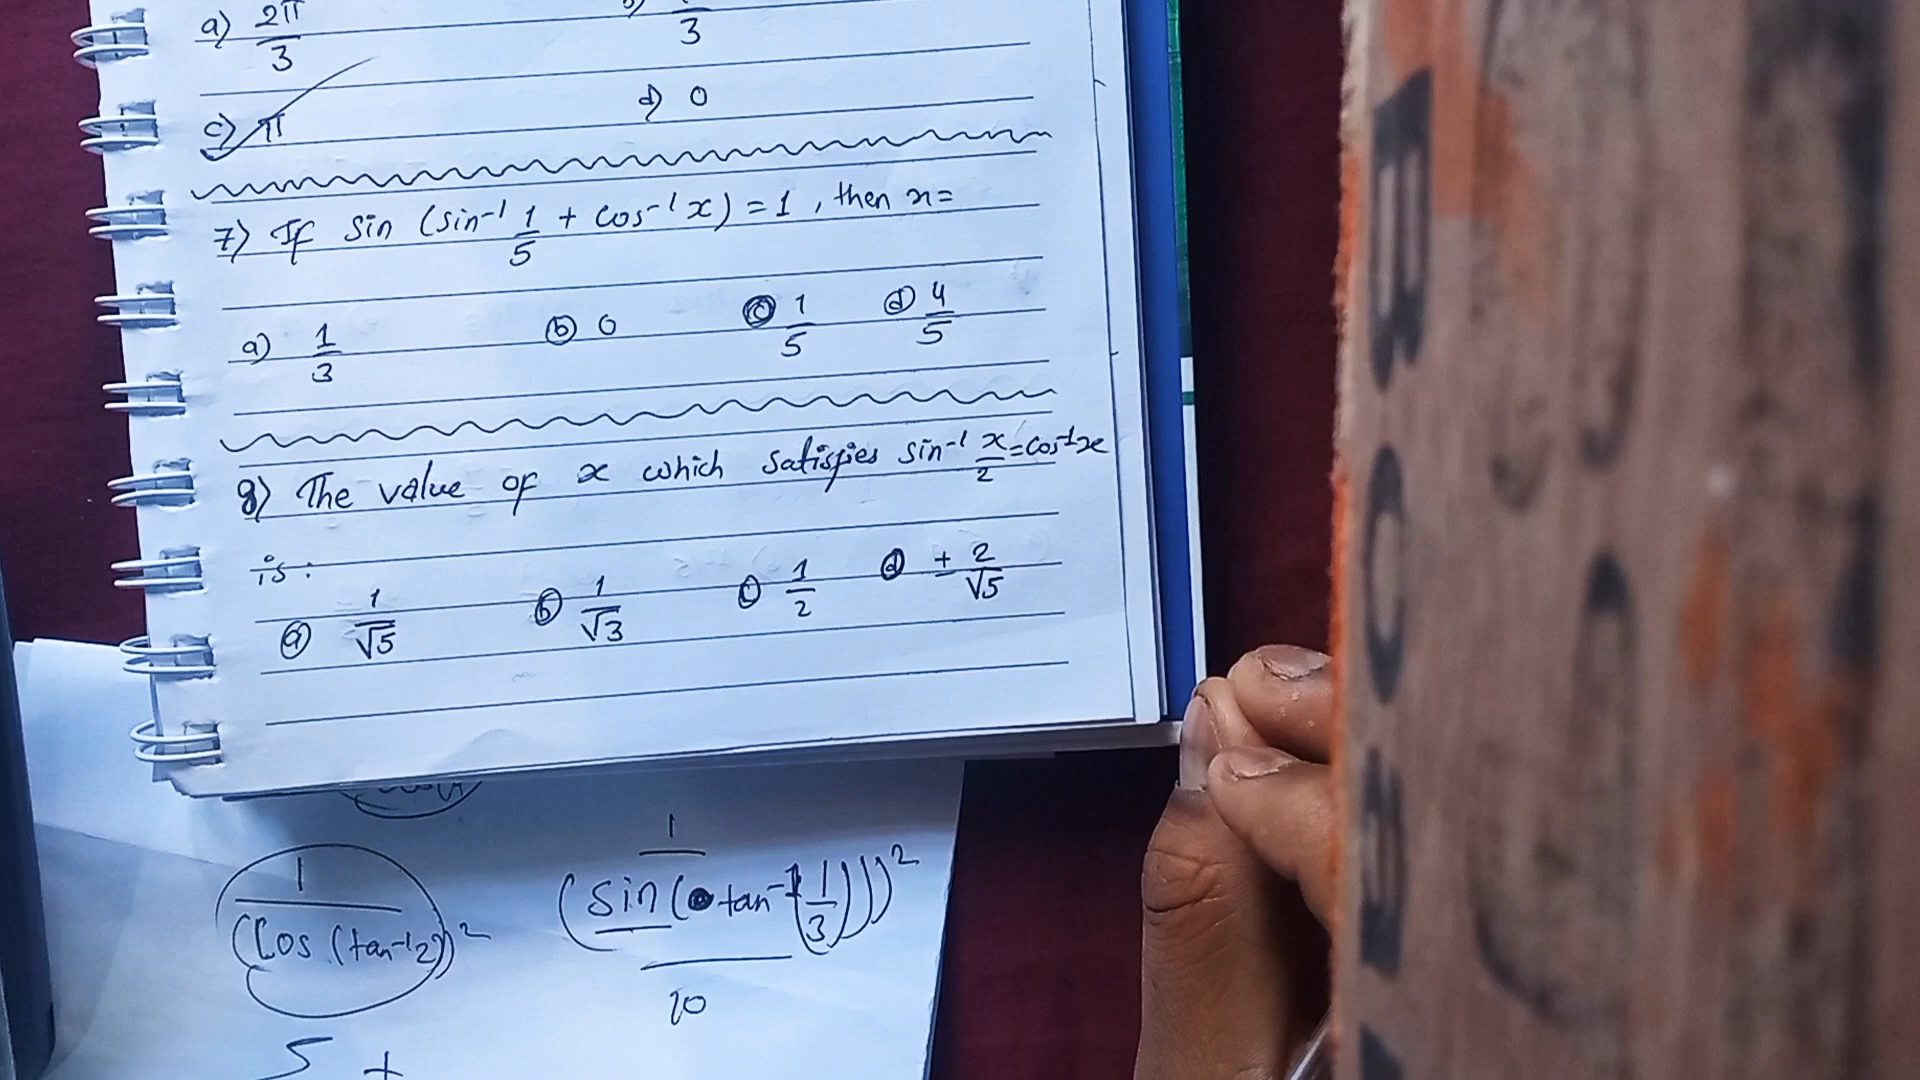 a) 2π/3 3
c) π d) 0
7) If sin (sin⁻¹ 1/5 + cos⁻¹x) = 1, then x=
a) 1/3 (b) 0 (c) 1/5 (d) 4/5
8) The value of x which satisfies sin⁻¹ x/2 = cos⁻¹x
is:
(a) 1/√5 (b) 1/√3 (c) 1/2 (d) ± 2/√5
1/(Cos (tan⁻¹2))² 1/(sin(tan⁻¹(1/3)))²
10
5 +